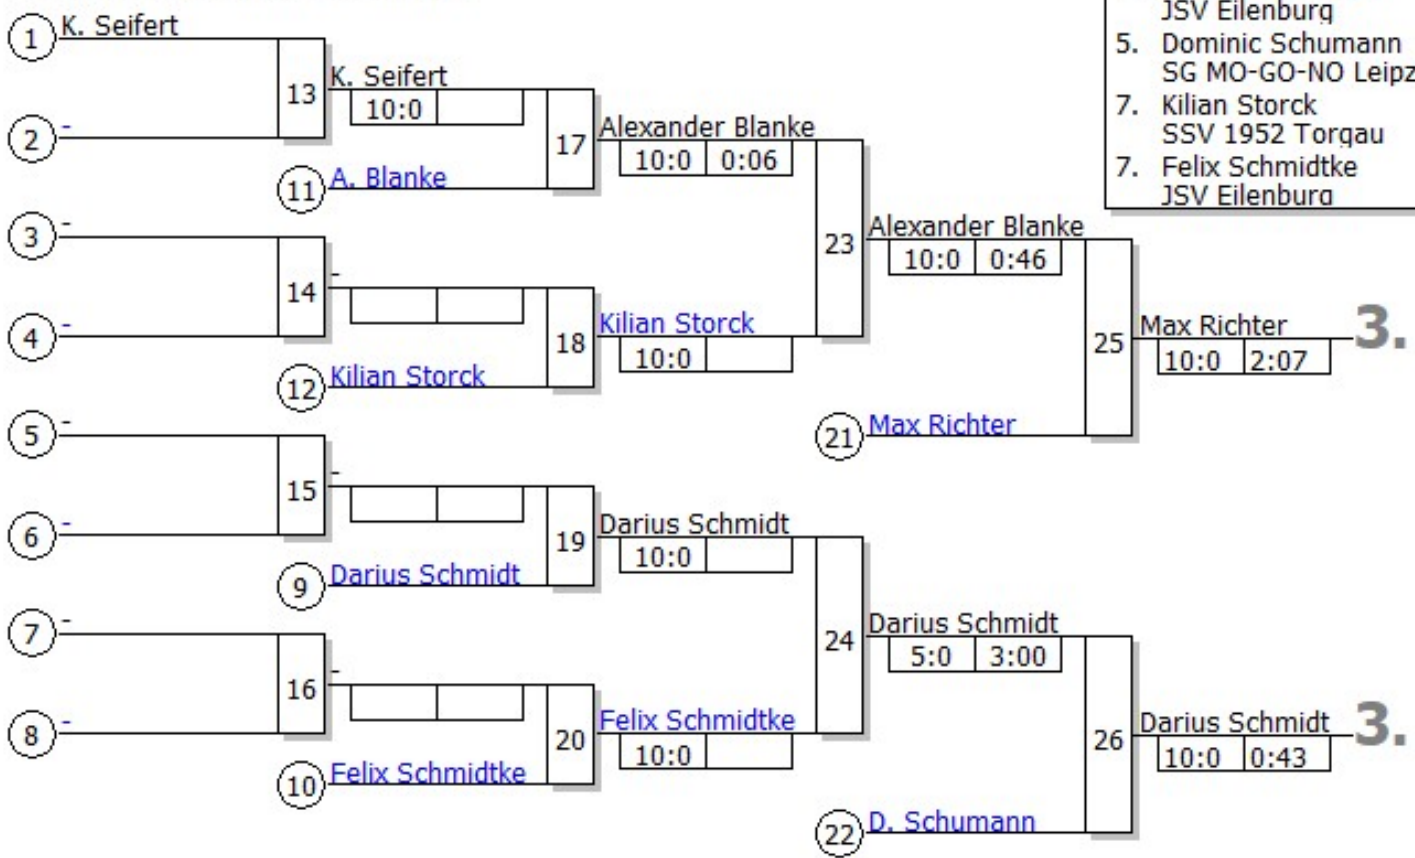 JSV Eilenburg
5. Dominic Schumann
SG MO-GO-NO Leipz
7. Kilian Storck
SSV 1952 Torgau
7. Felix Schmidtke
JSV Eilenburg
1 K. Seifert
13 K. Seifert
10:0
2 -
17 Alexander Blanke
10:0 0:06
11 A. Blanke
3 -
23 Alexander Blanke
10:0 0:46
14 -
4 -
18 Kilian Storck
10:0
12 Kilian Storck
25 Max Richter 3.
10:0 2:07
5 -
21 Max Richter
15 -
6 -
19 Darius Schmidt
10:0
9 Darius Schmidt
7 -
24 Darius Schmidt
5:0 3:00
16 -
8 -
20 Felix Schmidtke
10:0
10 Felix Schmidtke
26 Darius Schmidt 3.
10:0 0:43
22 D. Schumann